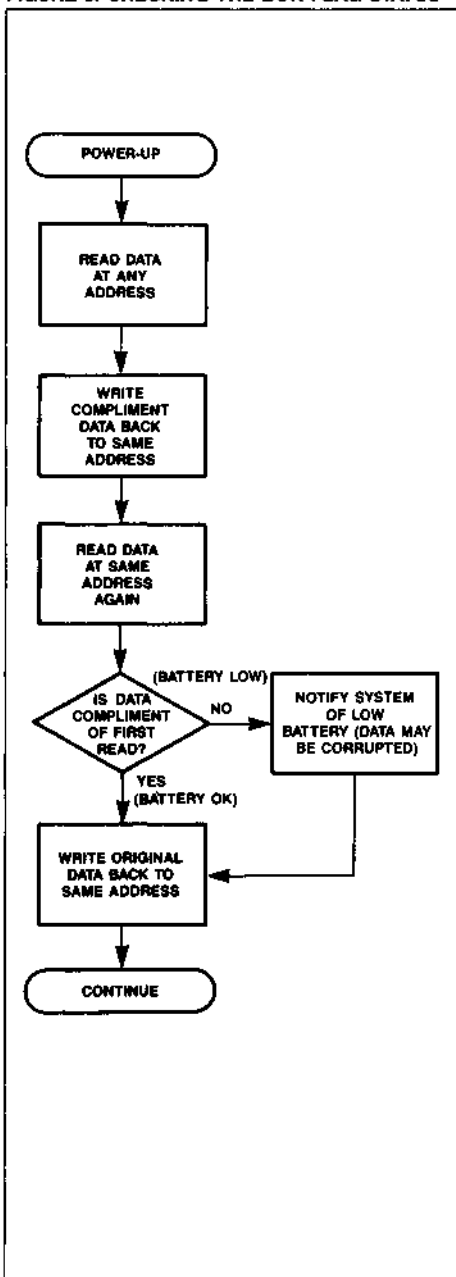 POWER-UP
READ DATA
AT ANY
ADDRESS
WRITE
COMPLIMENT
DATA BACK
TO SAME
ADDRESS
READ DATA
AT SAME
ADDRESS
AGAIN
IS DATA
COMPLIMENT
OF FIRST
READ?
(BATTERY LOW)
NO
NOTIFY SYSTEM
OF LOW
BATTERY (DATA MAY
BE CORRUPTED)
YES
(BATTERY OK)
WRITE ORIGINAL
DATA BACK TO
SAME ADDRESS
CONTINUE